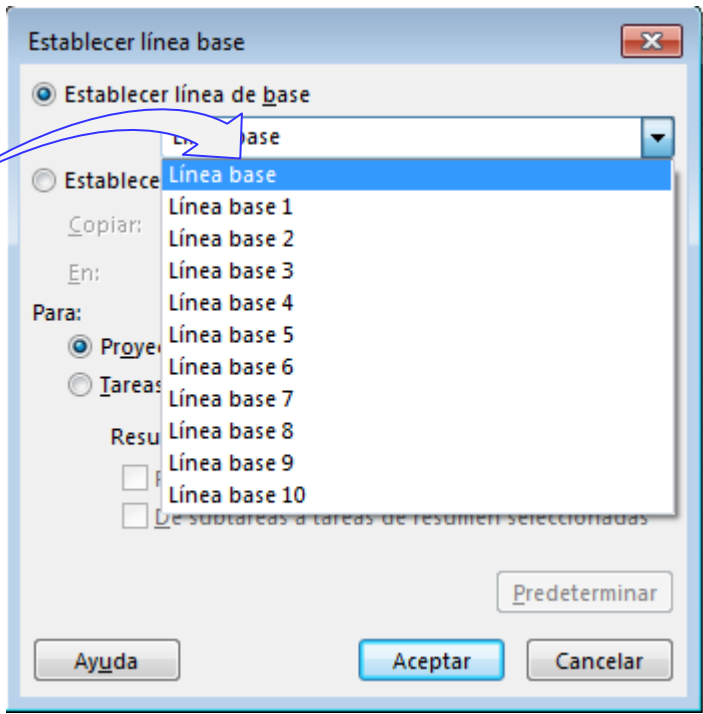 Establecer línea base
Establecer línea de base
base
Línea base
Establece
Línea base 1
Copiar:
Línea base 2
En:
Línea base 3
Línea base 4
Para:
Línea base 5
Proye
Línea base 6
Tareas
Línea base 7
Resu
Línea base 8
Línea base 9
Línea base 10
De subtareas a tareas de resumen seleccionadas
Predeterminar
Ayuda
Aceptar
Cancelar